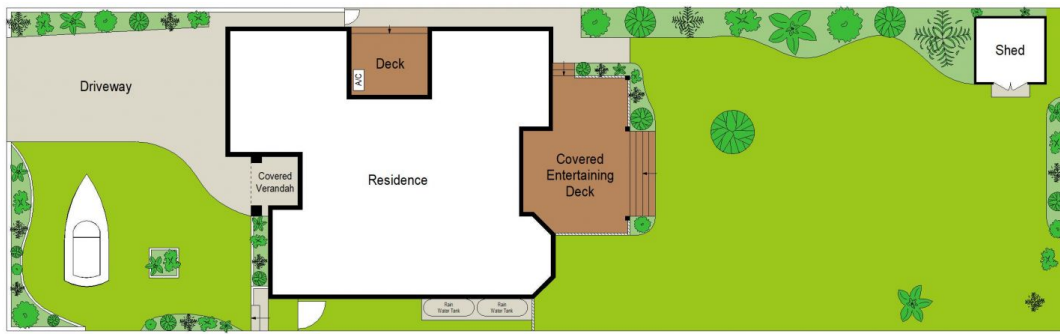 Driveway
A/C
Deck
Shed
Covered
Verandah
Residence
Covered
Entertaining
Deck
Rain
Water Tank
Rain
Water Tank